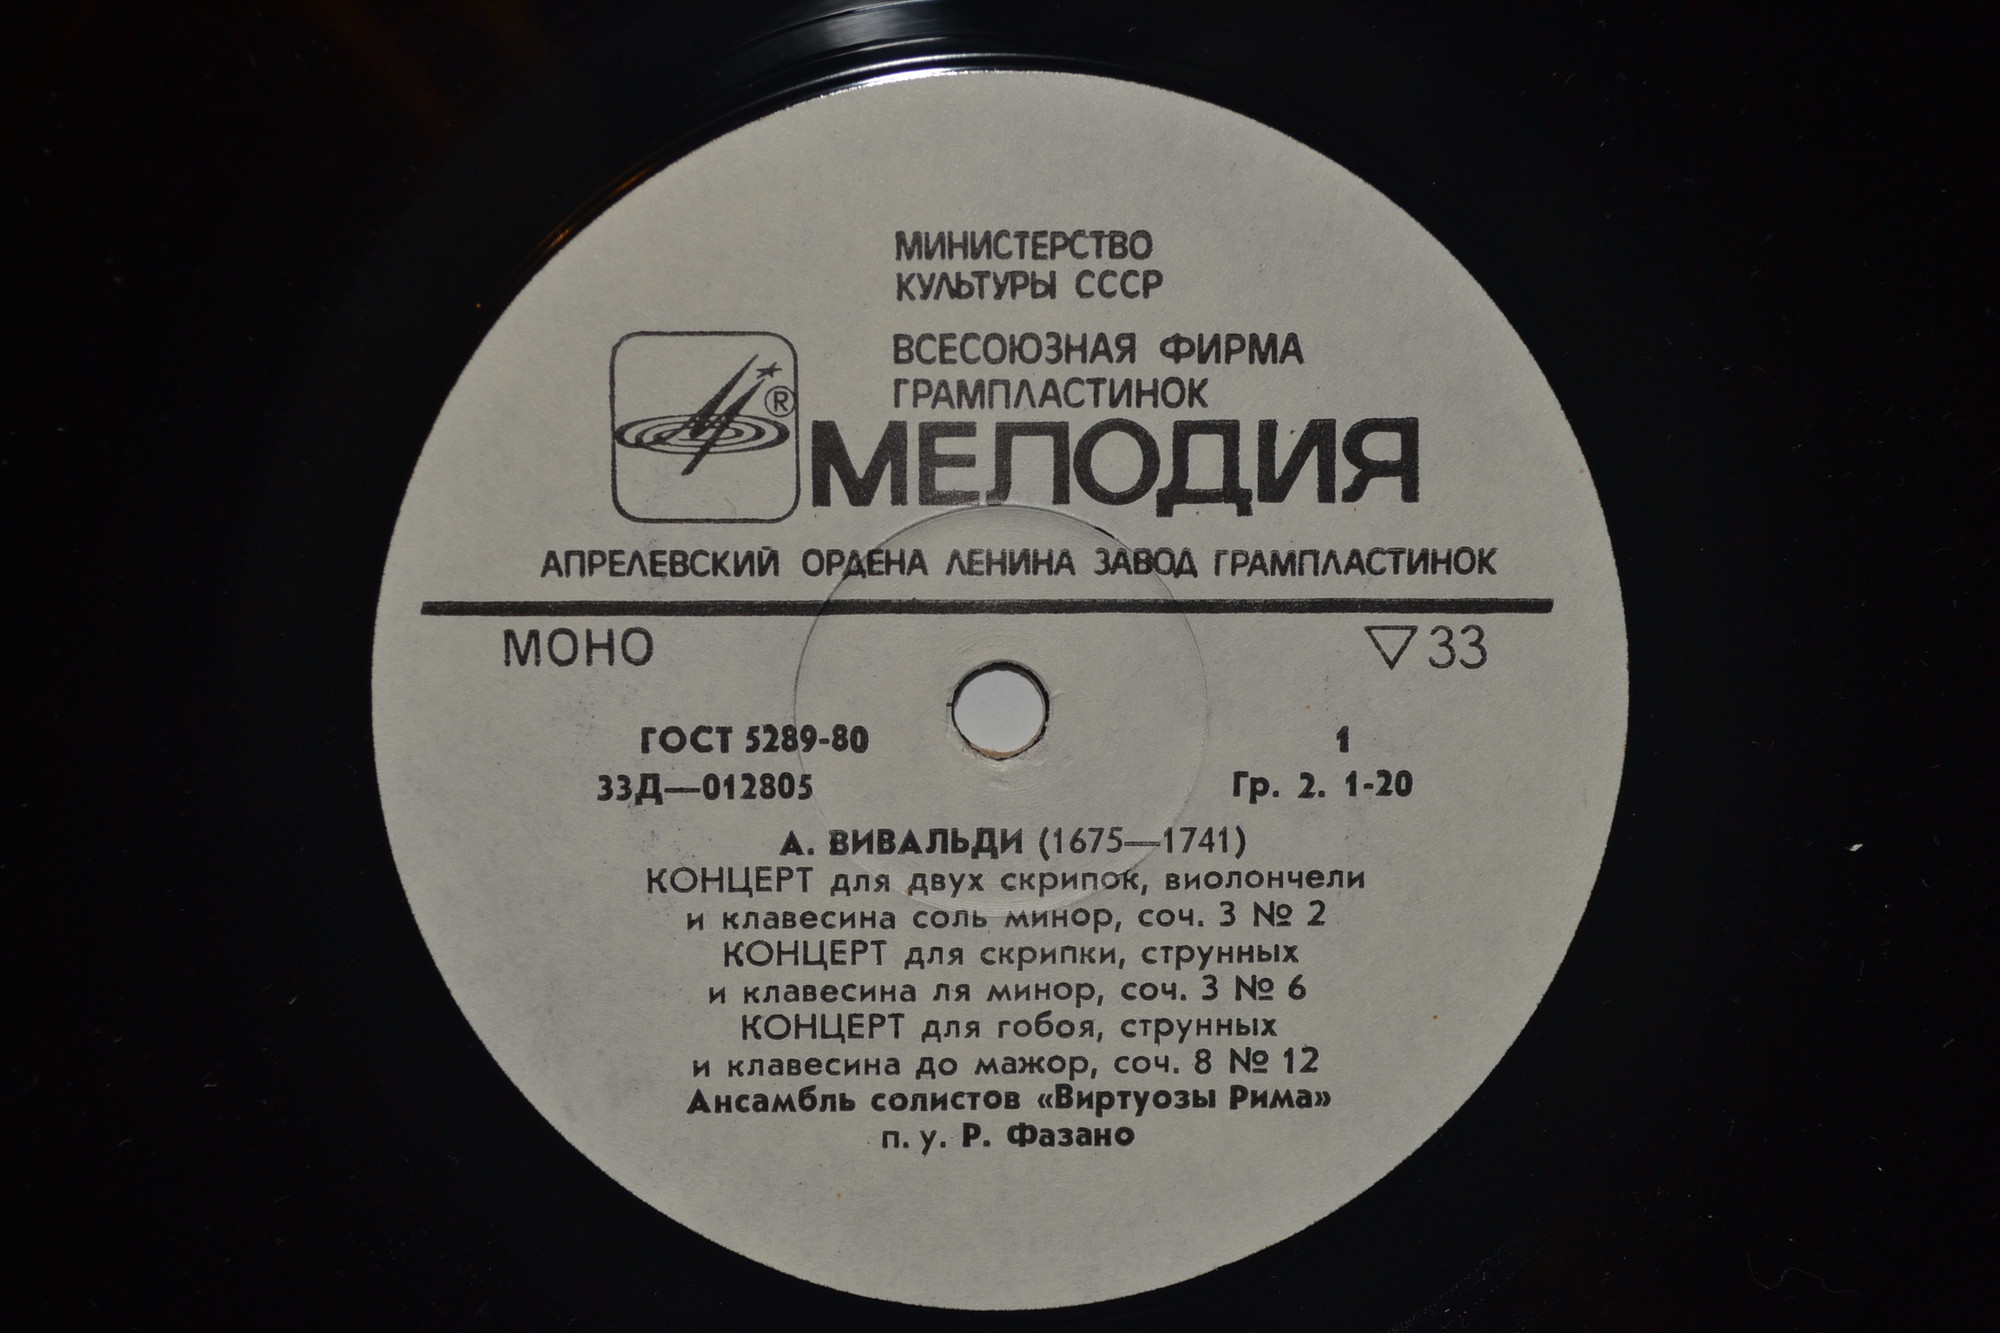 МИНИСТЕРСТВО
КУЛЬТУРЫ СССР
ВСЕСОЮЗНАЯ ФИРМА
ГРАМПЛАСТИНОК
®
МЕЛОДИЯ
АПРЕЛЕВСКИЙ ОРДЕНА ЛЕНИНА ЗАВОД ГРАМПЛАСТИНОК
МОНО ▽33
ГОСТ 5289-80 1
33Д—012805 Гр. 2. 1-20
А. ВИВАЛЬДИ (1675—1741)
КОНЦЕРТ для двух скрипок, виолончели
и клавесина соль минор, соч. 3 № 2
КОНЦЕРТ для скрипки, струнных
и клавесина ля минор, соч. 3 № 6
КОНЦЕРТ для гобоя, струнных
и клавесина до мажор, соч. 8 № 12
Ансамбль солистов «Виртуозы Рима»
п. у. Р. Фазано